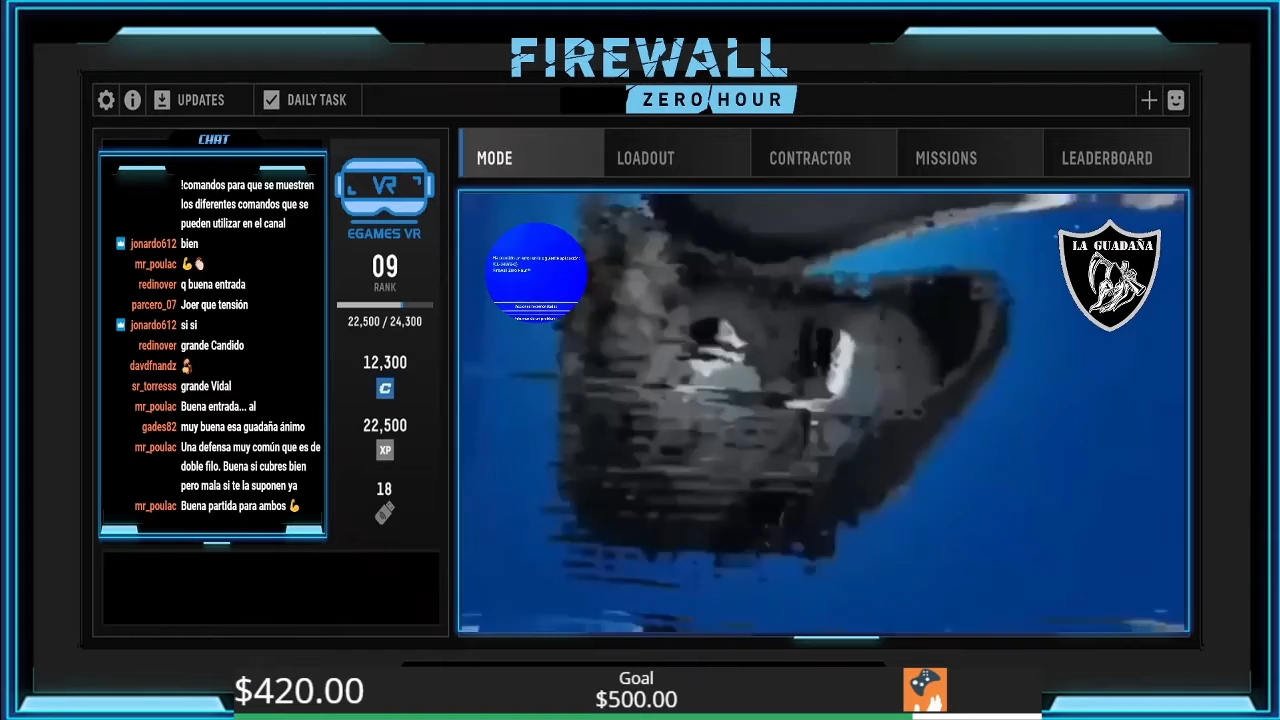 FIREWALL
ZERO HOUR
UPDATES
DAILY TASK
CHAT
!comandos para que se muestren
los diferentes comandos que se
pueden utilizar en el canal
jonardo612 bien
mr_poulac 💪👏🏻
redinover q buena entrada
parcero_07 Joer que tensión
jonardo612 si si
redinover grande Candido
davdfnandz
sr_torresss grande Vidal
mr_poulac Buena entrada... al
gades82 muy buena esa guadaña ánimo
mr_poulac Una defensa muy común que es de
doble filo. Buena si cubres bien
pero mala si te la suponen ya
mr_poulac Buena partida para ambos 💪
VR
EGAMES VR
09
RANK
22,500 / 24,300
12,300
C
22,500
XP
18
MODE
LOADOUT
CONTRACTOR
MISSIONS
LEADERBOARD
LA GUADAÑA
$420.00
Goal
$500.00